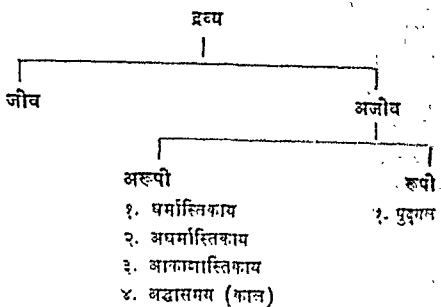 द्रव्य
जीव अजीव
अरूपी रूपी
१. धर्मास्तिकाय १. पुद्गल
२. अधर्मास्तिकाय
३. आकाशास्तिकाय
४. अद्धासमय (काल)